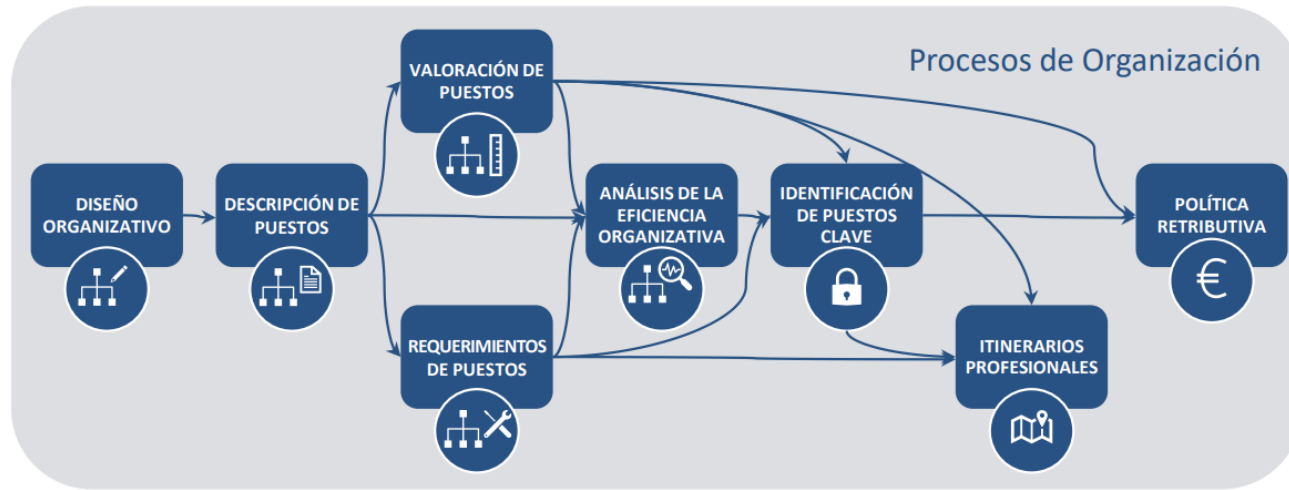 Procesos de Organización
VALORACIÓN DE
PUESTOS
DISEÑO
ORGANIZATIVO
DESCRIPCIÓN DE
PUESTOS
ANÁLISIS DE LA
EFICIENCIA
ORGANIZATIVA
IDENTIFICACIÓN
DE PUESTOS
CLAVE
POLÍTICA
RETRIBUTIVA
€
REQUERIMIENTOS
DE PUESTOS
ITINERARIOS
PROFESIONALES